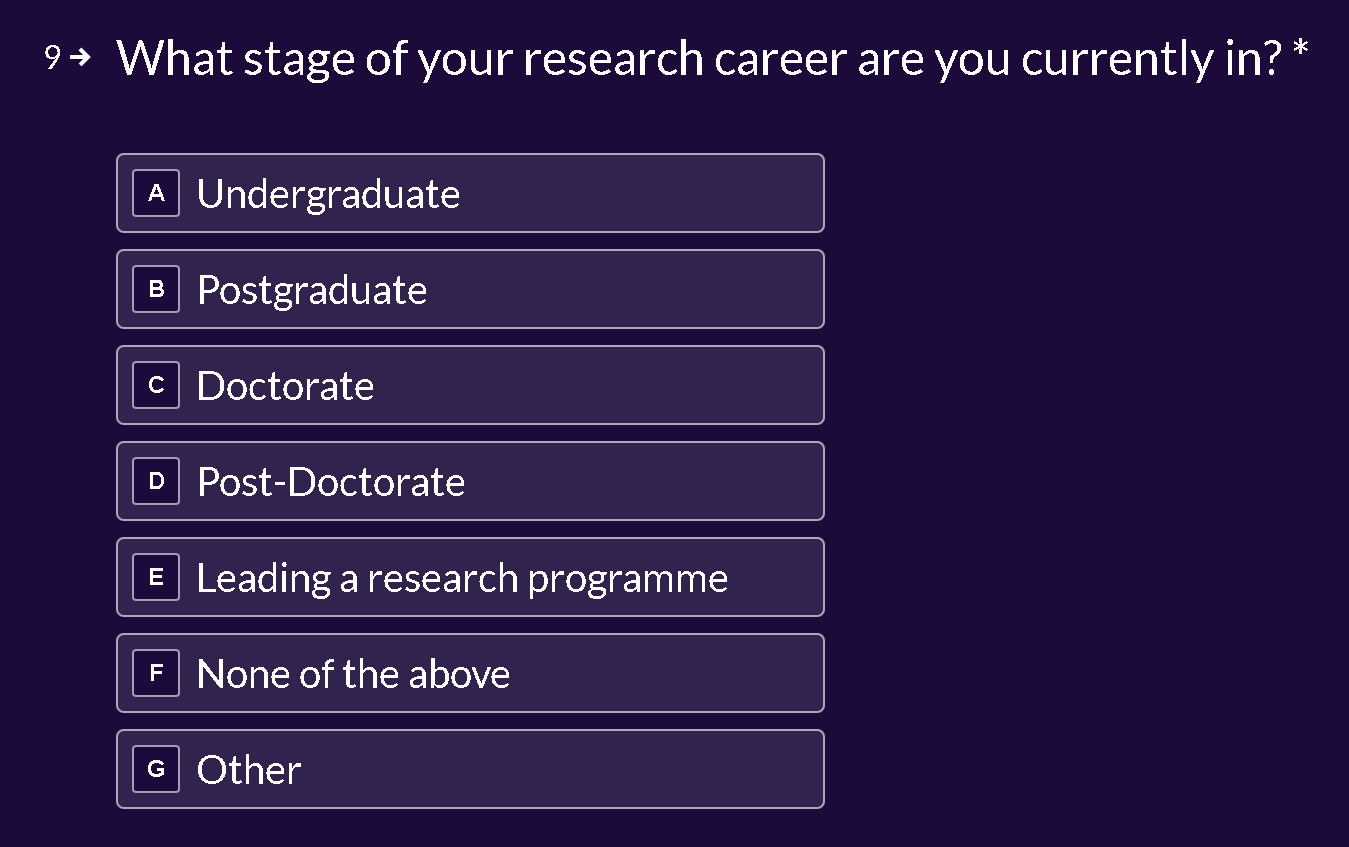 9→ What stage of your research career are you currently in? *
A Undergraduate
B Postgraduate
C Doctorate
D Post-Doctorate
E Leading a research programme
F None of the above
G Other